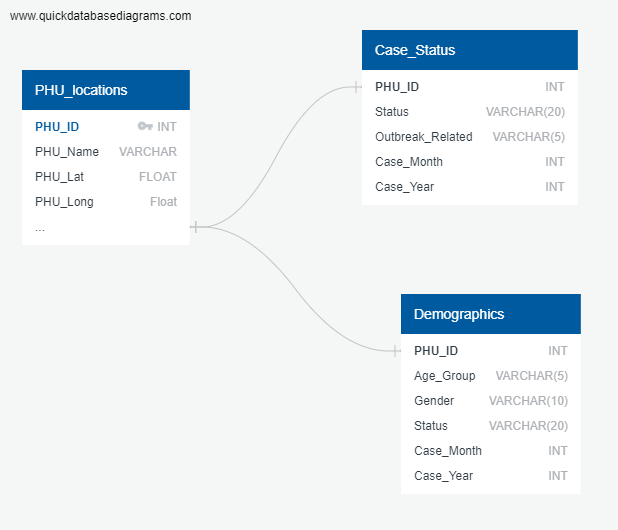 www.quickdatabasediagrams.com
PHU_locations
PHU_ID INT
PHU_Name VARCHAR
PHU_Lat FLOAT
PHU_Long Float
...
Case_Status
PHU_ID INT
Status VARCHAR(20)
Outbreak_Related VARCHAR(5)
Case_Month INT
Case_Year INT
Demographics
PHU_ID INT
Age_Group VARCHAR(5)
Gender VARCHAR(10)
Status VARCHAR(20)
Case_Month INT
Case_Year INT